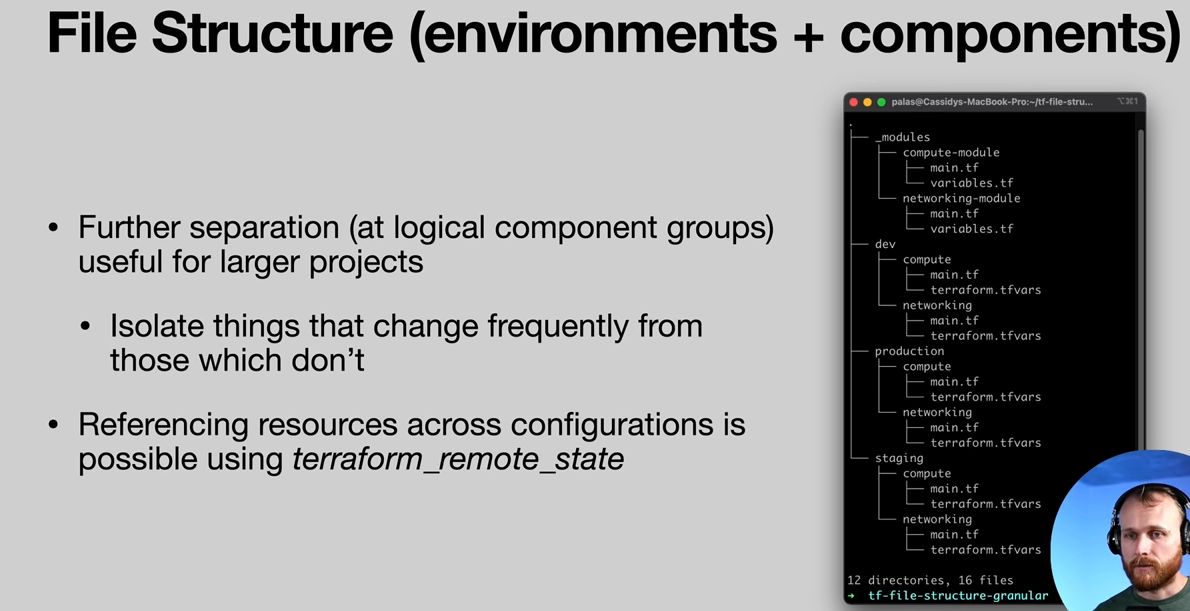 File Structure (environments + components)
• Further separation (at logical component groups)
useful for larger projects
• Isolate things that change frequently from
those which don’t
• Referencing resources across configurations is
possible using terraform_remote_state
palas@Cassidys-MacBook-Pro:~/tf-file-stru... ⌥⌘1
.
├── _modules
│   ├── compute-module
│   │   ├── main.tf
│   │   └── variables.tf
│   └── networking-module
│       ├── main.tf
│       └── variables.tf
├── dev
│   ├── compute
│   │   ├── main.tf
│   │   └── terraform.tfvars
│   └── networking
│       ├── main.tf
│       └── terraform.tfvars
├── production
│   ├── compute
│   │   ├── main.tf
│   │   └── terraform.tfvars
│   └── networking
│       ├── main.tf
│       └── terraform.tfvars
└── staging
    ├── compute
    │   ├── main.tf
    │   └── terraform.tfvars
    └── networking
        ├── main.tf
        └── terraform.tfvars
12 directories, 16 files
➜ tf-file-structure-granular